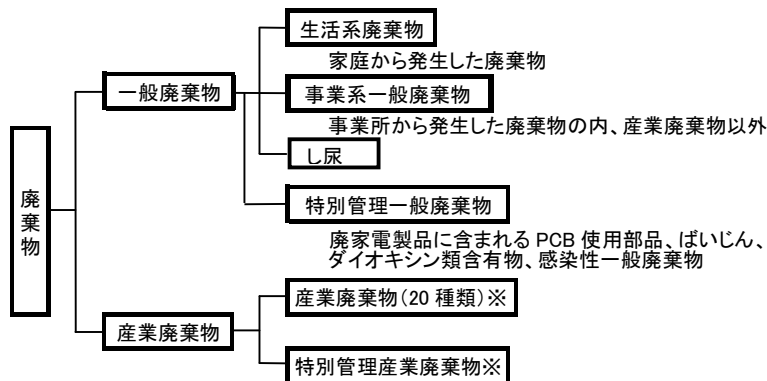 生活系廃棄物
家庭から発生した廃棄物
一般廃棄物
事業系一般廃棄物
事業所から発生した廃棄物の内、産業廃棄物以外
し尿
廃棄物
特別管理一般廃棄物
廃家電製品に含まれる PCB 使用部品、ばいじん、
ダイオキシン類含有物、感染性一般廃棄物
産業廃棄物（20 種類）※
産業廃棄物
特別管理産業廃棄物※